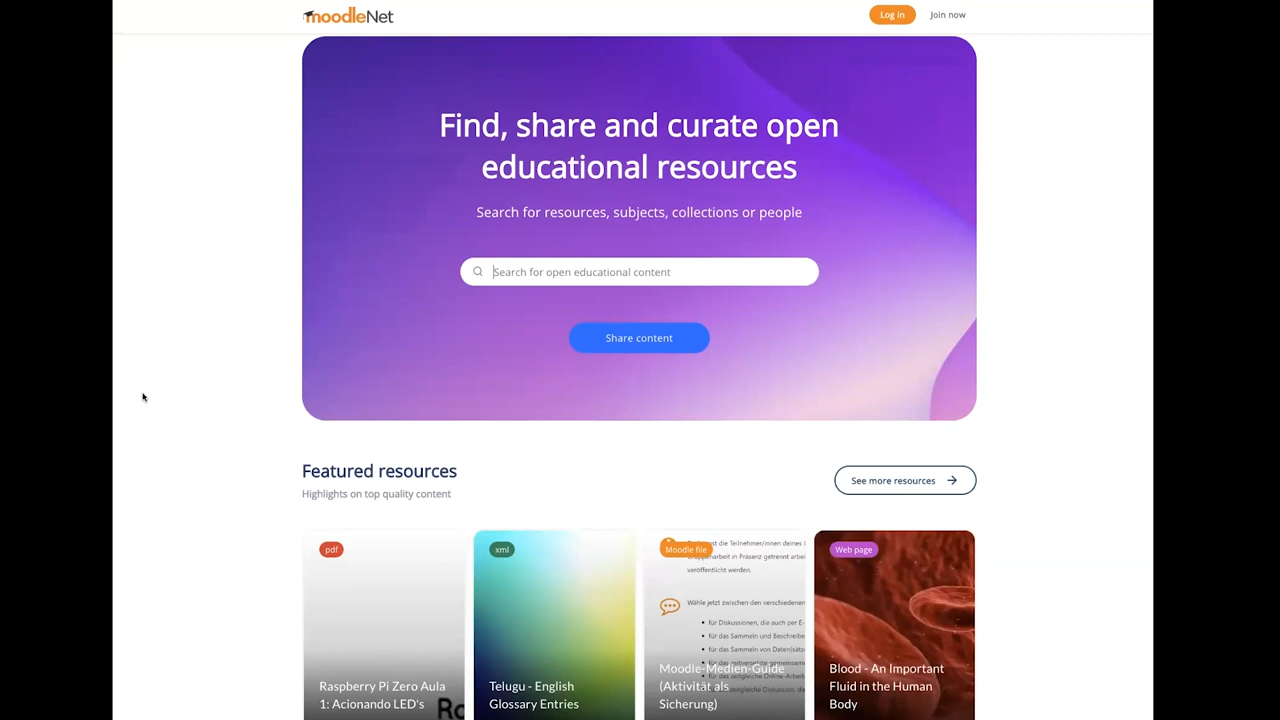 moodleNet
Log in
Join now
Find, share and curate open
educational resources
Search for resources, subjects, collections or people
Search for open educational content
Share content
Featured resources
Highlights on top quality content
See more resources
pdf
Raspberry Pi Zero Aula
1: Acionando LED's
xml
Telugu - English
Glossary Entries
Moodle file
veröffentlicht werden.
Wähle jetzt zwischen den verschiedenen
für Diskussionen, die auch per E-
für das Sammeln und Beschreibe
für das Sammeln von Daten(sätze
Moodle-Medien-Guide
(Aktivität als
Sicherung)
Web page
Blood - An Important
Fluid in the Human
Body